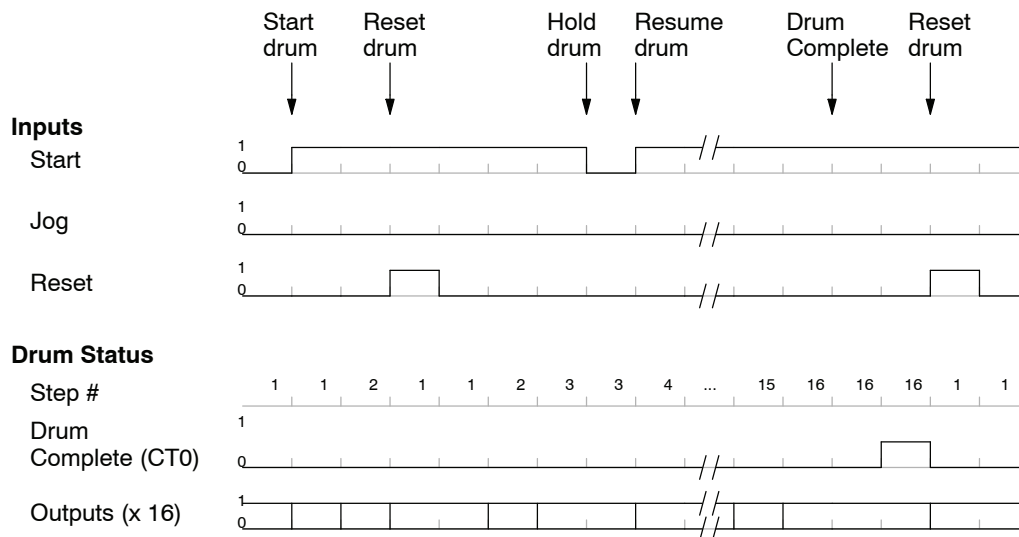 Start drum
Reset drum
Hold drum
Resume drum
Drum Complete
Reset drum
Inputs
Start
1
0
Jog
1
0
Reset
1
0
Drum Status
Step #
1 1 2 1 1 2 3 3 4 ... 15 16 16 16 1 1
Drum
Complete (CT0)
1
0
Outputs (x 16)
1
0